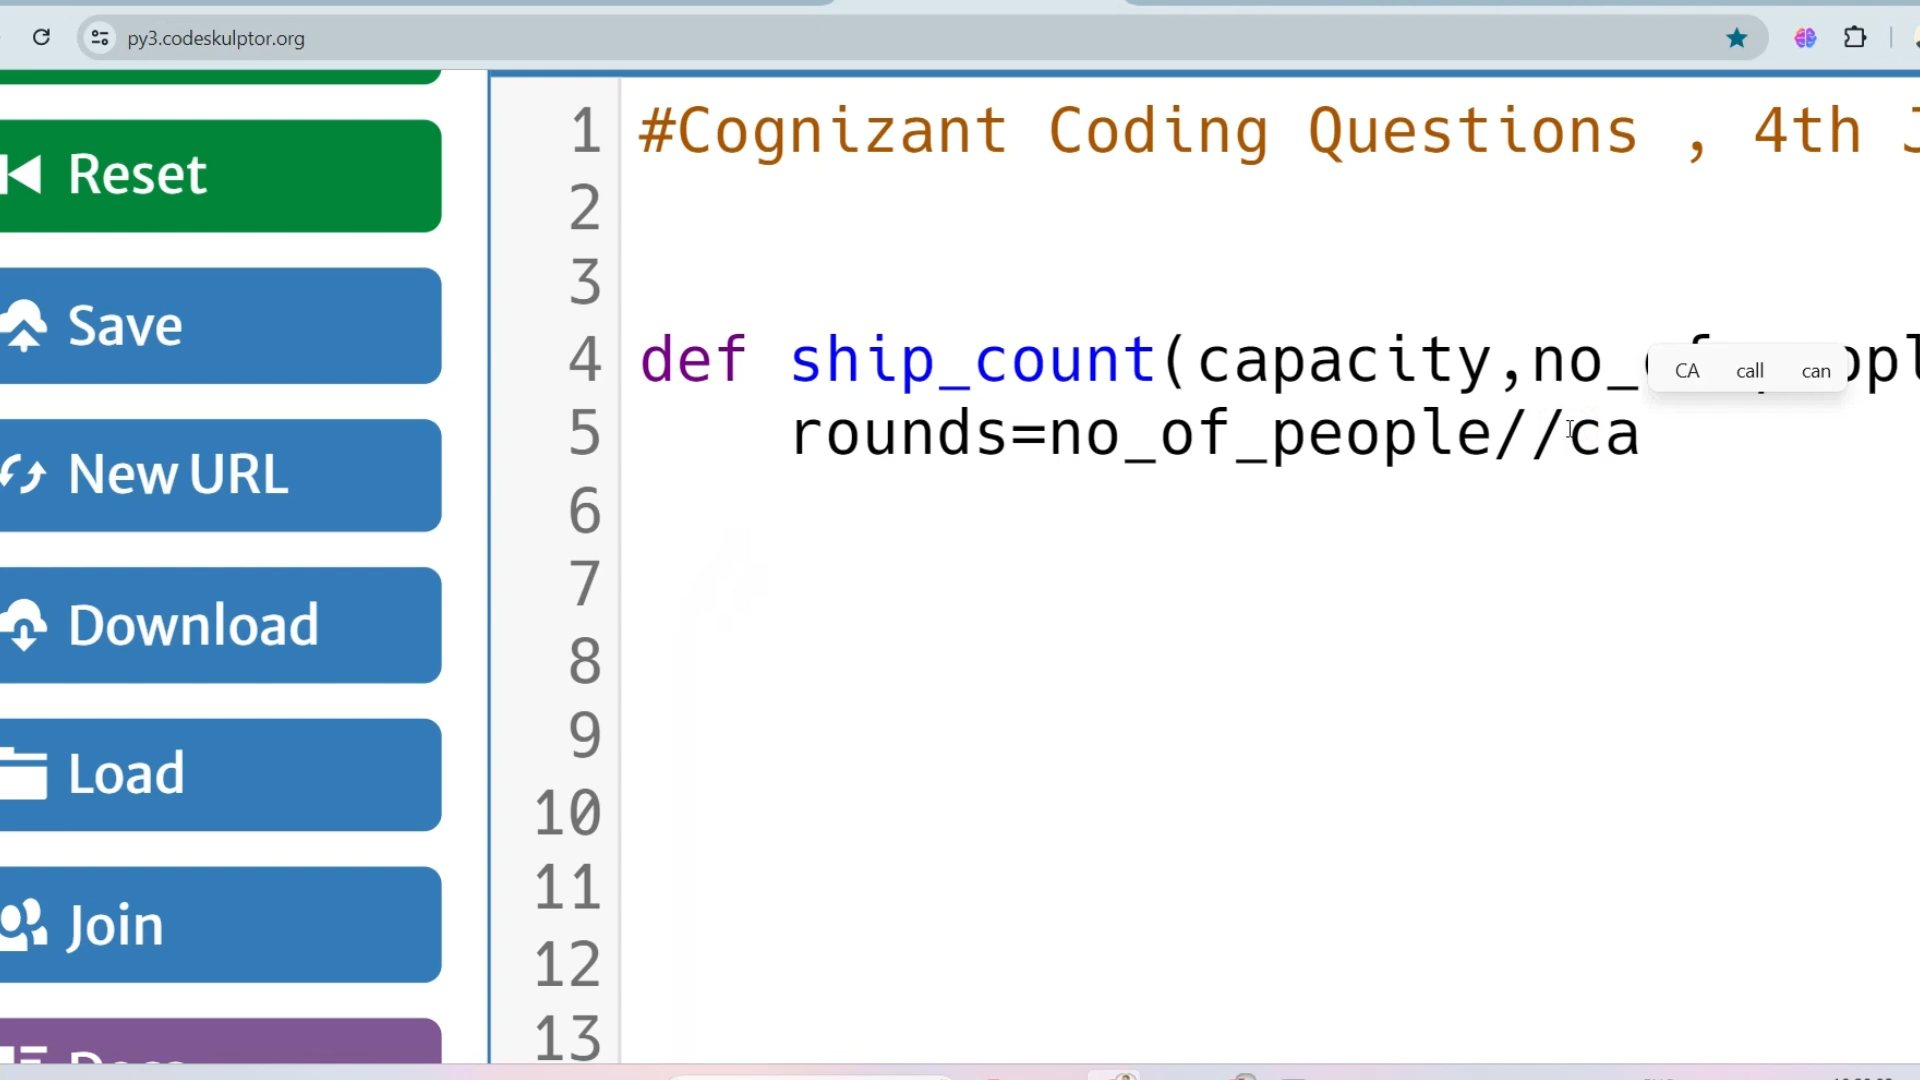 py3.codeskulptor.org
Reset
Save
New URL
Download
Load
Join
1 #Cognizant Coding Questions , 4th J
2
3
4 def ship_count(capacity,no_
CA call can
5 rounds=no_of_people//ca
6
7
8
9
10
11
12
13